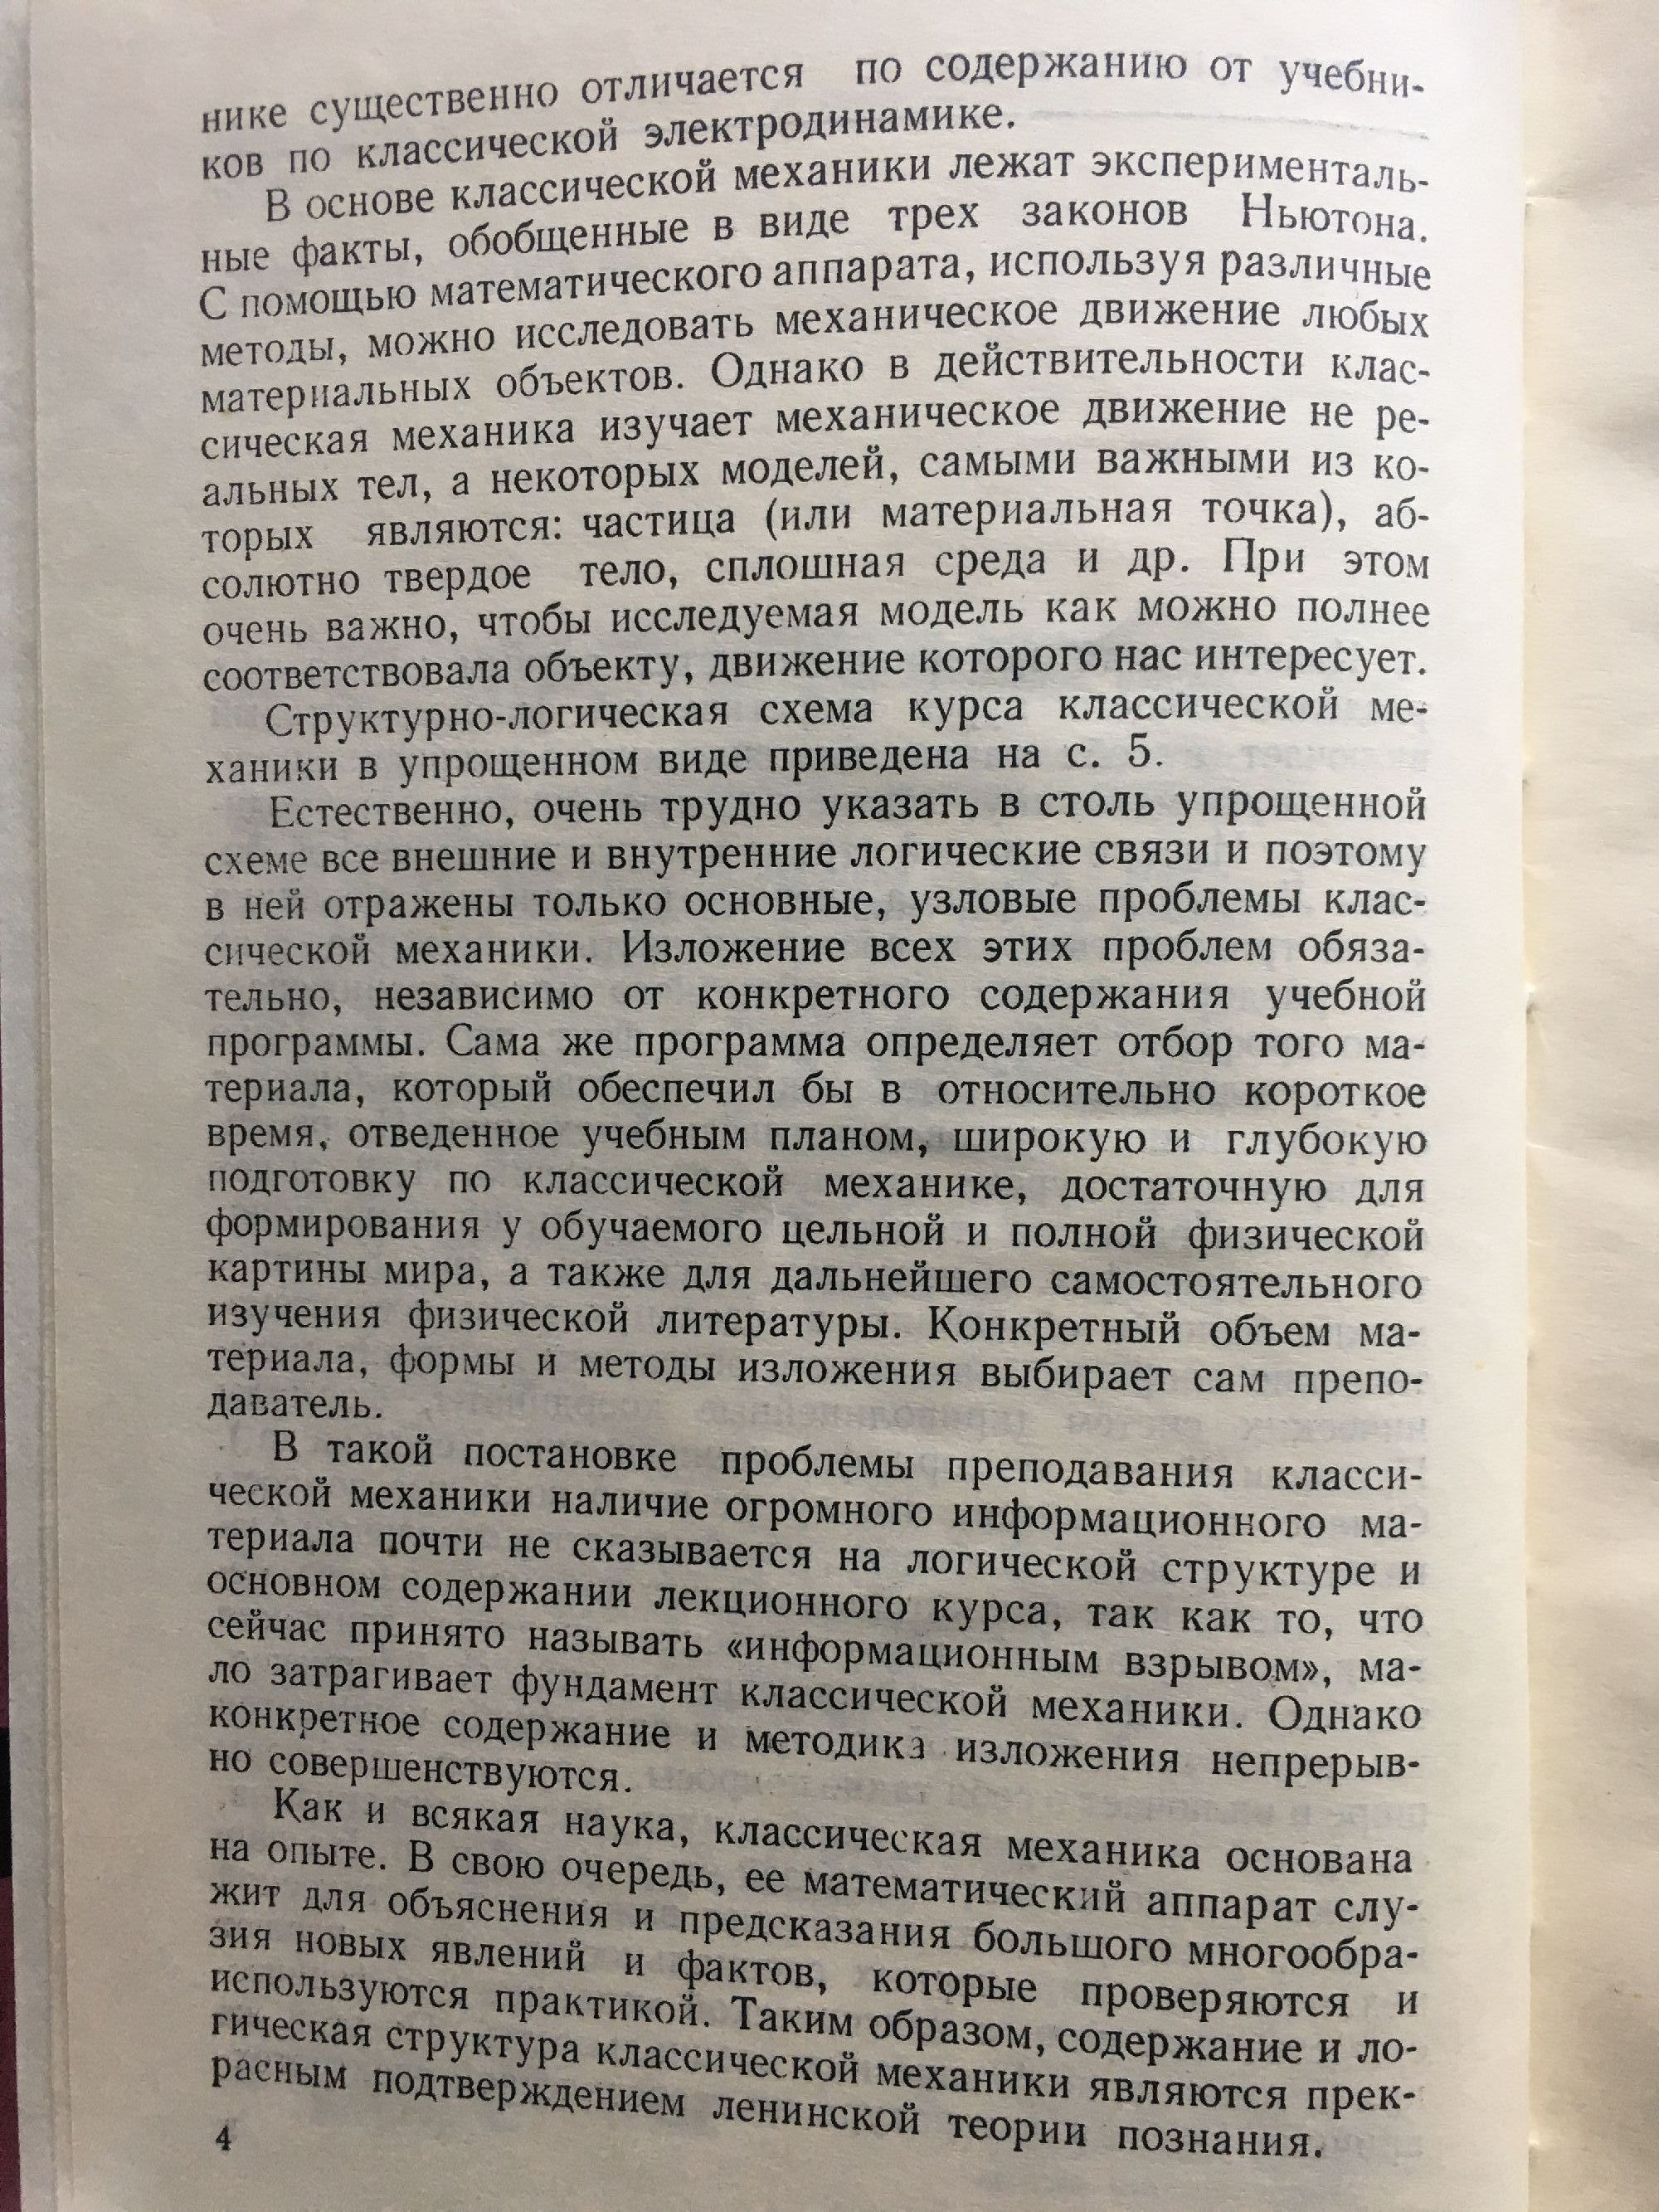 нике существенно отличается по содержанию от учебни-
ков по классической электродинамике.
В основе классической механики лежат эксперименталь-
ные факты, обобщенные в виде трех законов Ньютона.
С помощью математического аппарата, используя различные
методы, можно исследовать механическое движение любых
материальных объектов. Однако в действительности клас-
сическая механика изучает механическое движение не ре-
альных тел, а некоторых моделей, самыми важными из ко-
торых являются: частица (или материальная точка), аб-
солютно твердое тело, сплошная среда и др. При этом
очень важно, чтобы исследуемая модель как можно полнее
соответствовала объекту, движение которого нас интересует.
Структурно-логическая схема курса классической ме-
ханики в упрощенном виде приведена на с. 5.
Естественно, очень трудно указать в столь упрощенной
схеме все внешние и внутренние логические связи и поэтому
в ней отражены только основные, узловые проблемы клас-
сической механики. Изложение всех этих проблем обяза-
тельно, независимо от конкретного содержания учебной
программы. Сама же программа определяет отбор того ма-
териала, который обеспечил бы в относительно короткое
время, отведенное учебным планом, широкую и глубокую
подготовку по классической механике, достаточную для
формирования у обучаемого цельной и полной физической
картины мира, а также для дальнейшего самостоятельного
изучения физической литературы. Конкретный объем ма-
териала, формы и методы изложения выбирает сам препо-
даватель.
В такой постановке проблемы преподавания класси-
ческой механики наличие огромного информационного ма-
териала почти не сказывается на логической структуре и
основном содержании лекционного курса, так как то, что
сейчас принято называть «информационным взрывом», ма-
ло затрагивает фундамент классической механики. Однако
конкретное содержание и методика изложения непрерыв-
но совершенствуются.
Как и всякая наука, классическая механика основана
на опыте. В свою очередь, ее математический аппарат слу-
жит для объяснения и предсказания большого многообра-
зия новых явлений и фактов, которые проверяются и
используются практикой. Таким образом, содержание и ло-
гическая структура классической механики являются прек-
расным подтверждением ленинской теории познания.
4